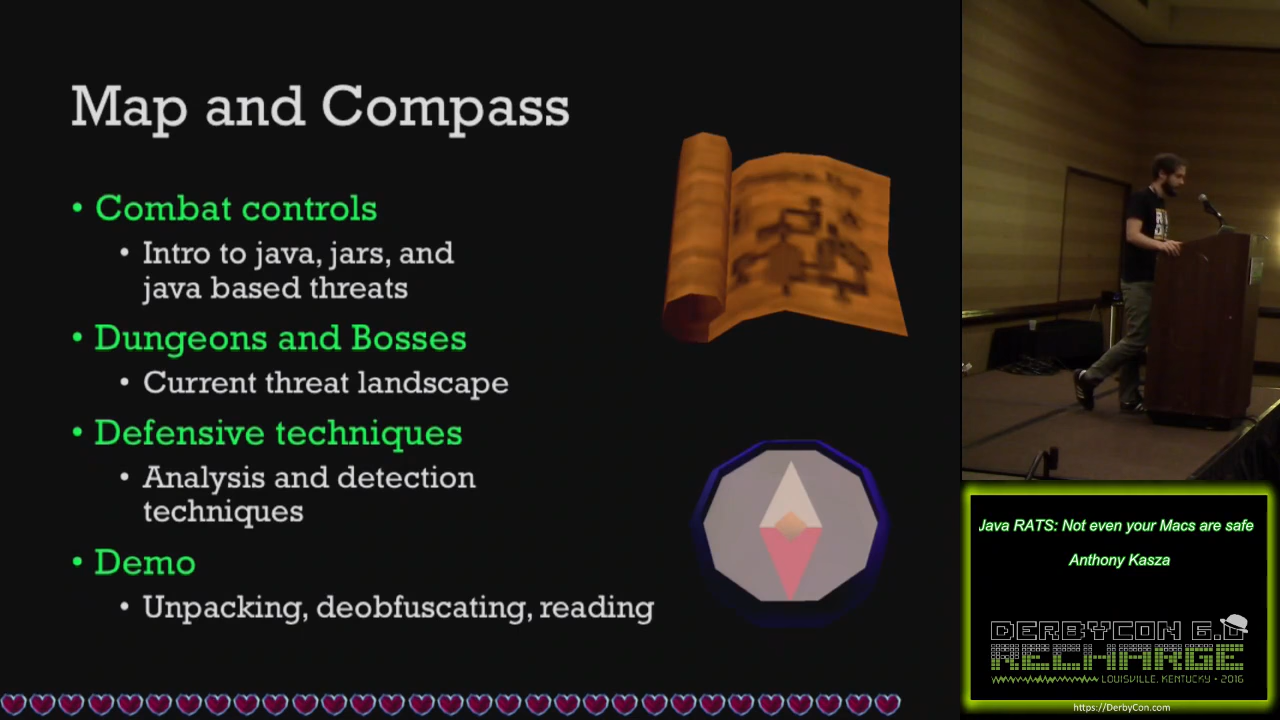 Map and Compass
• Combat controls
• Intro to java, jars, and
java based threats
• Dungeons and Bosses
• Current threat landscape
• Defensive techniques
• Analysis and detection
techniques
• Demo
• Unpacking, deobfuscating, reading
Java RATS: Not even your Macs are safe
Anthony Kasza
DERBYCON 6.0
RECHARGE
LOUISVILLE, KENTUCKY • 2016
https://DerbyCon.com